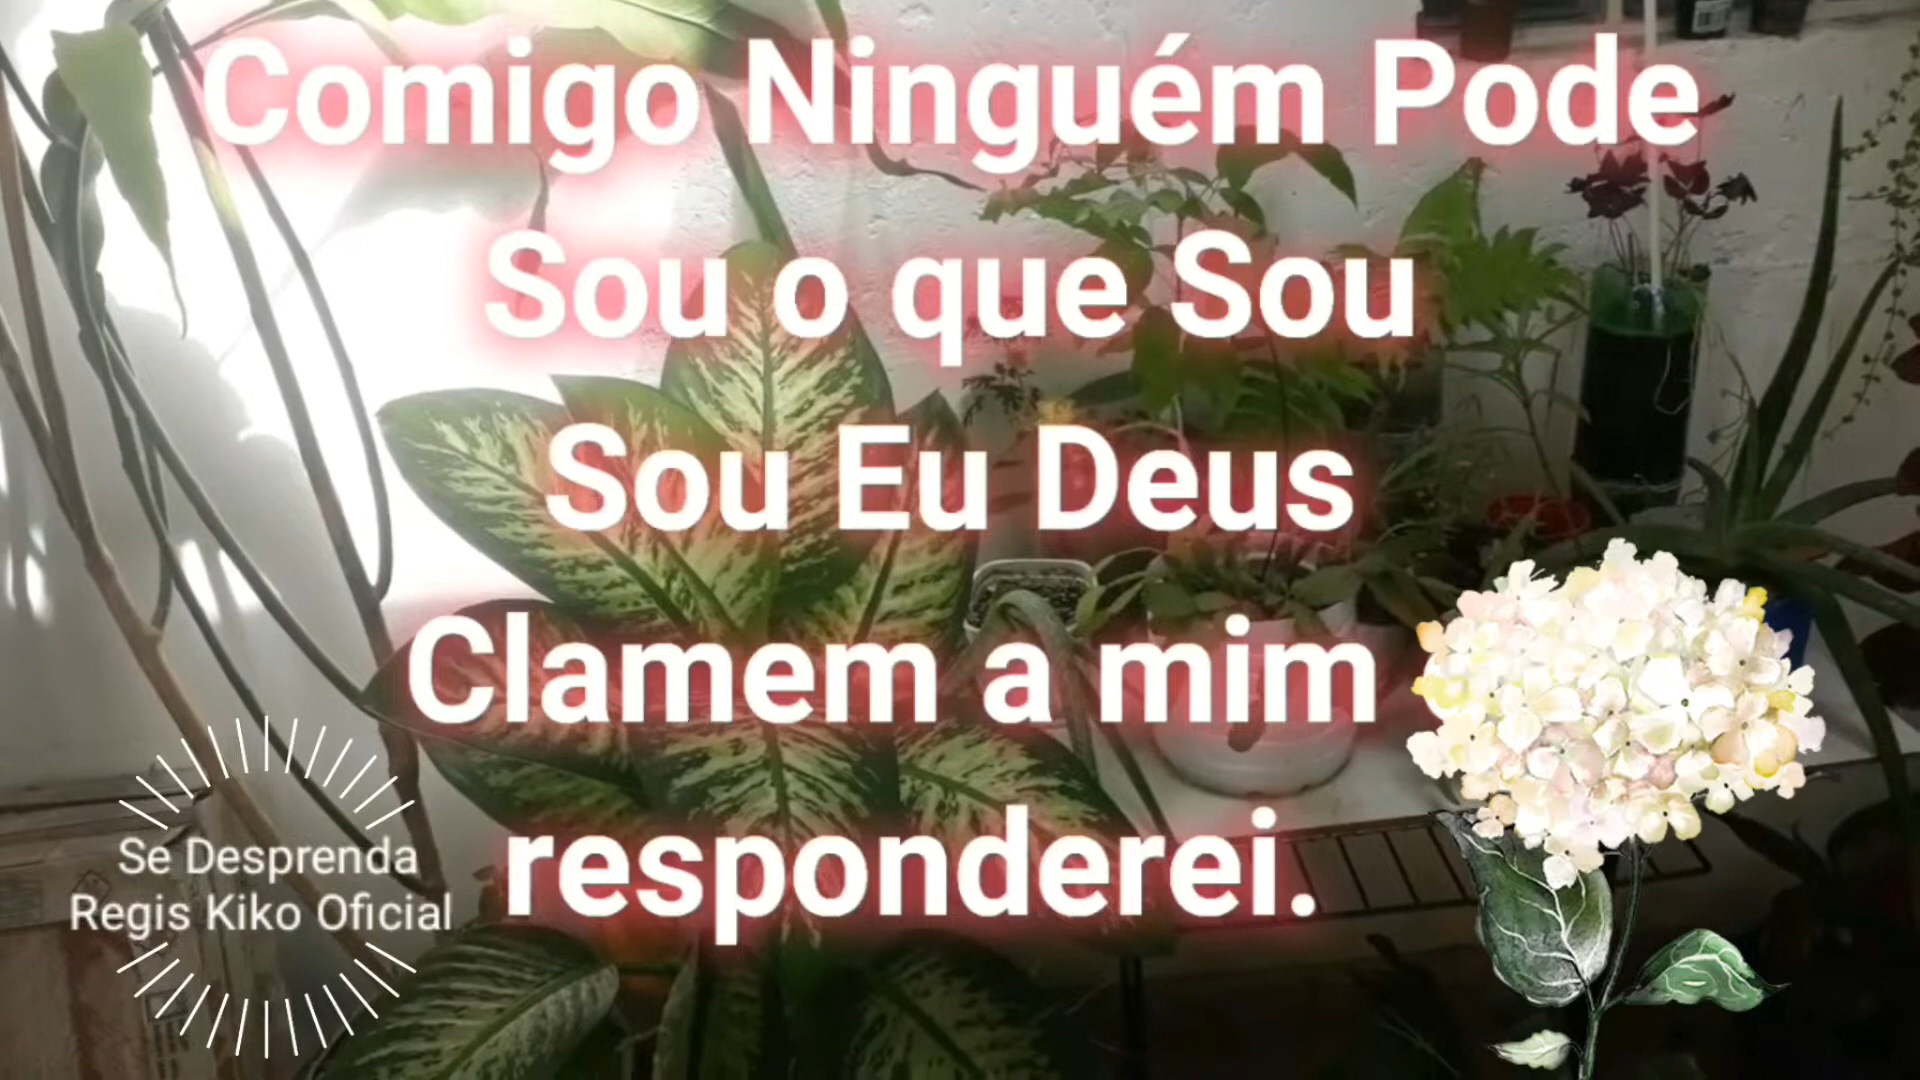 Comigo Ninguém Pode
Sou o que Sou
Sou Eu Deus
Clamem a mim
responderei.
Se Desprenda
Regis Kiko Oficial